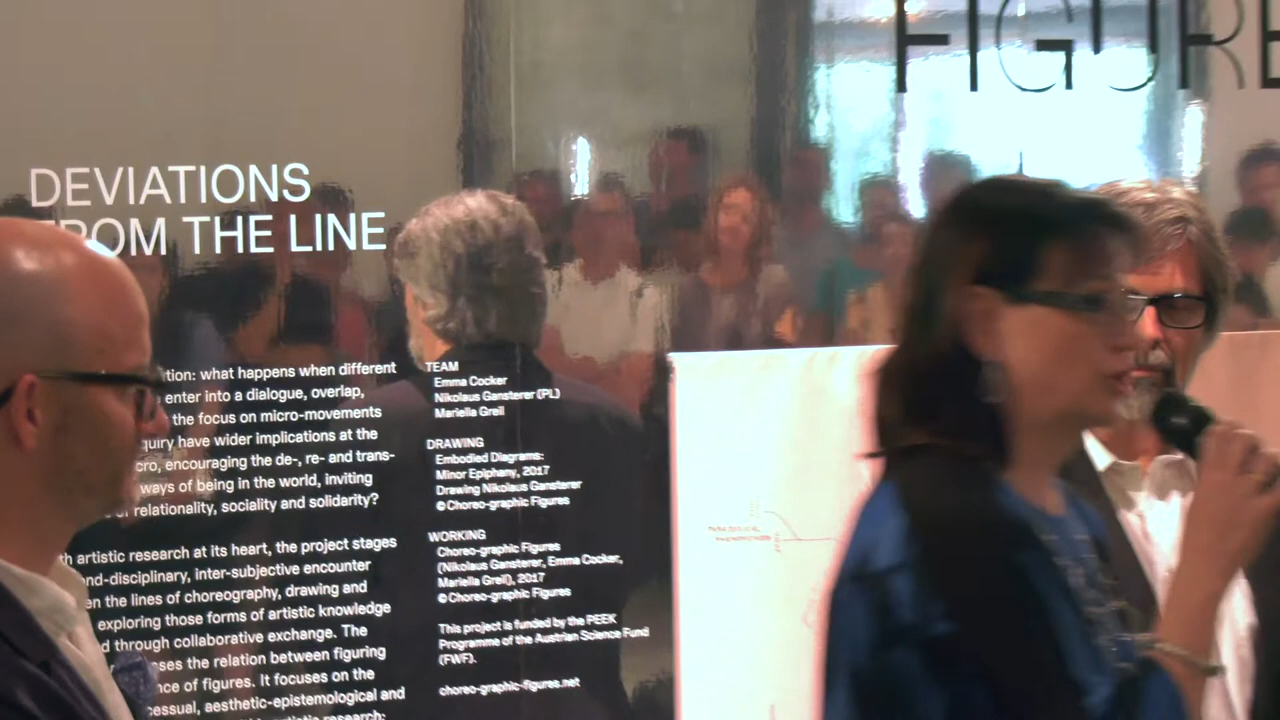 FIGURE
DEVIATIONS
FROM THE LINE
tion: what happens when different
enter into a dialogue, overlap,
the focus on micro-movements
quiry have wider implications at the
cro, encouraging the de-, re- and trans-
ways of being in the world, inviting
of relationality, sociality and solidarity?
th artistic research at its heart, the project stages
nd-disciplinary, inter-subjective encounter
en the lines of choreography, drawing and
exploring those forms of artistic knowledge
d through collaborative exchange. The
ses the relation between figuring
nce of figures. It focuses on the
cessual, aesthetic-epistemological and
artistic research:
TEAM
Emma Cocker
Nikolaus Gansterer (PL)
Mariella Greil
DRAWING
Embodied Diagrams:
Minor Epiphany, 2017
Drawing Nikolaus Gansterer
© Choreo-graphic Figures
WORKING
Choreo-graphic Figures
(Nikolaus Gansterer, Emma Cocker,
Mariella Greil), 2017
© Choreo-graphic Figures
This project is funded by the PEEK
Programme of the Austrian Science Fund
(FWF).
choreo-graphic-figures.net